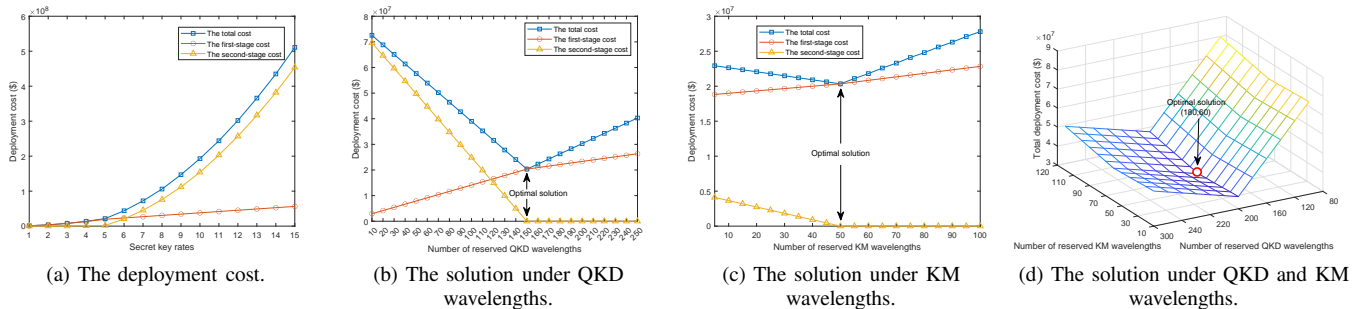 ×10⁸
6
5
4
3
2
1
0
Deployment cost ($)
The total cost
The first-stage cost
The second-stage cost
1 2 3 4 5 6 7 8 9 10 11 12 13 14 15
Secret key rates
(a) The deployment cost.
×10⁷
8
7
6
5
4
3
2
1
0
Deployment cost ($)
The total cost
The first-stage cost
The second-stage cost
Optimal solution
10 20 30 40 50 60 70 80 90 100 110 120 130 140 150 160 170 180 190 200 210 220 230 240 250
Number of reserved QKD wavelengths
(b) The solution under QKD
wavelengths.
×10⁷
3
2.5
2
1.5
1
0.5
0
Deployment cost ($)
The total cost
The first-stage cost
The second-stage cost
Optimal solution
10 20 30 40 50 60 70 80 90 100
Number of reserved KM wavelengths
(c) The solution under KM
wavelengths.
×10⁷
9
8
7
6
5
4
3
Total deployment cost ($)
Optimal solution
(180,60)
120
110
90
70
50
30
10
Number of reserved KM wavelengths
300 240 220 200 160 120 80
Number of reserved QKD wavelengths
(d) The solution under QKD and KM
wavelengths.